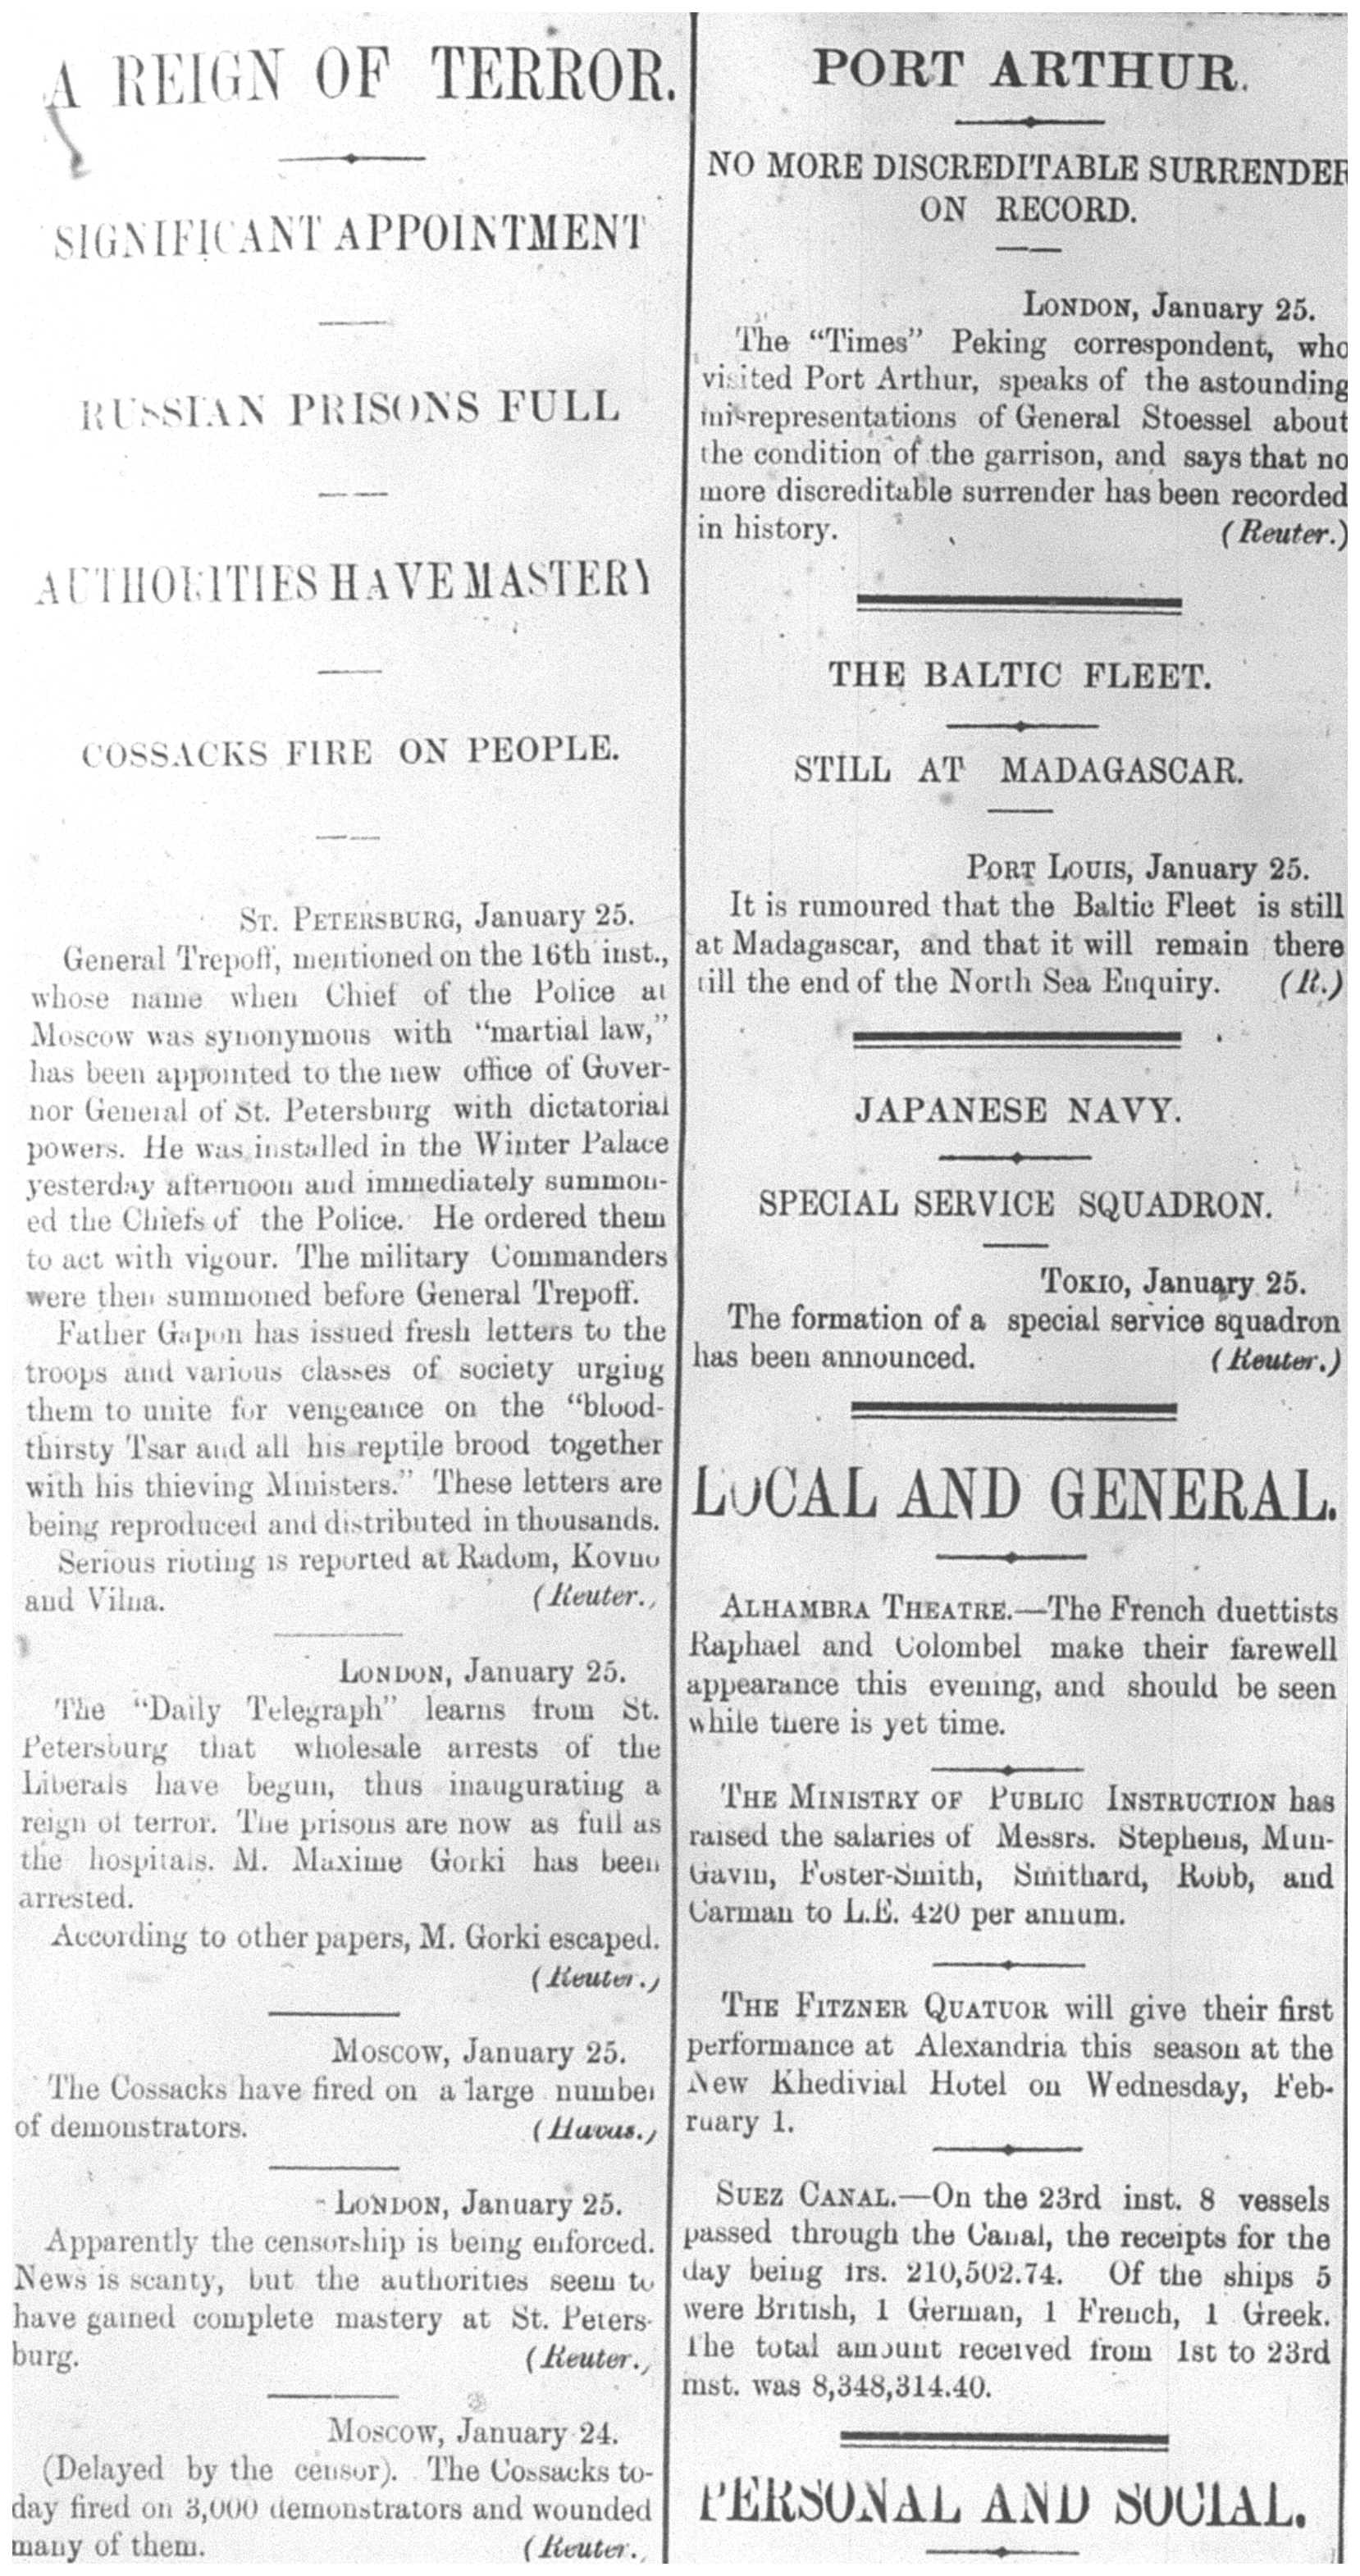 A REIGN OF TERROR.
SIGNIFICANT APPOINTMENT
RUSSIAN PRISONS FULL
AUTHORITIES HAVE MASTERY
COSSACKS FIRE ON PEOPLE.
ST. PETERSBURG, January 25.
General Trepoff, mentioned on the 16th inst.,
whose name when Chief of the Police at
Moscow was synonymous with "martial law,"
has been appointed to the new office of Gover-
nor General of St. Petersburg with dictatorial
powers. He was installed in the Winter Palace
yesterday afternoon and immediately summon-
ed the Chiefs of the Police. He ordered them
to act with vigour. The military Commanders
were then summoned before General Trepoff.
Father Gapon has issued fresh letters to the
troops and various classes of society urging
them to unite for vengeance on the "blood-
thirsty Tsar and all his reptile brood together
with his thieving Ministers." These letters are
being reproduced and distributed in thousands.
Serious rioting is reported at Radom, Kovno
and Vilna. (Reuter.)
LONDON, January 25.
The "Daily Telegraph" learns from St.
Petersburg that wholesale arrests of the
Liberals have begun, thus inaugurating a
reign of terror. The prisons are now as full as
the hospitals. M. Maxime Gorki has been
arrested.
According to other papers, M. Gorki escaped.
(Reuter.)
MOSCOW, January 25.
The Cossacks have fired on a large number
of demonstrators. (Havas.)
LONDON, January 25.
Apparently the censorship is being enforced.
News is scanty, but the authorities seem to
have gained complete mastery at St. Peters-
burg. (Reuter.)
MOSCOW, January 24.
(Delayed by the censor). The Cossacks to-
day fired on 3,000 demonstrators and wounded
many of them. (Reuter.)
PORT ARTHUR.
NO MORE DISCREDITABLE SURRENDER
ON RECORD.
LONDON, January 25.
The "Times" Peking correspondent, who
visited Port Arthur, speaks of the astounding
misrepresentations of General Stoessel about
the condition of the garrison, and says that no
more discreditable surrender has been recorded
in history. (Reuter.)
THE BALTIC FLEET.
STILL AT MADAGASCAR.
PORT LOUIS, January 25.
It is rumoured that the Baltic Fleet is still
at Madagascar, and that it will remain there
till the end of the North Sea Enquiry. (R.)
JAPANESE NAVY.
SPECIAL SERVICE SQUADRON.
TOKIO, January 25.
The formation of a special service squadron
has been announced. (Reuter.)
LOCAL AND GENERAL.
ALHAMBRA THEATRE.—The French duettists
Raphael and Colombel make their farewell
appearance this evening, and should be seen
while there is yet time.
THE MINISTRY OF PUBLIC INSTRUCTION has
raised the salaries of Messrs. Stephens, Mun-
Gavin, Foster-Smith, Smithard, Robb, and
Carman to L.E. 420 per annum.
THE FITZNER QUATUOR will give their first
performance at Alexandria this season at the
New Khedivial Hotel on Wednesday, Feb-
ruary 1.
SUEZ CANAL.—On the 23rd inst. 8 vessels
passed through the Canal, the receipts for the
day being frs. 210,502.74. Of the ships 5
were British, 1 German, 1 French, 1 Greek.
The total amount received from 1st to 23rd
inst. was 8,348,314.40.
PERSONAL AND SOCIAL.